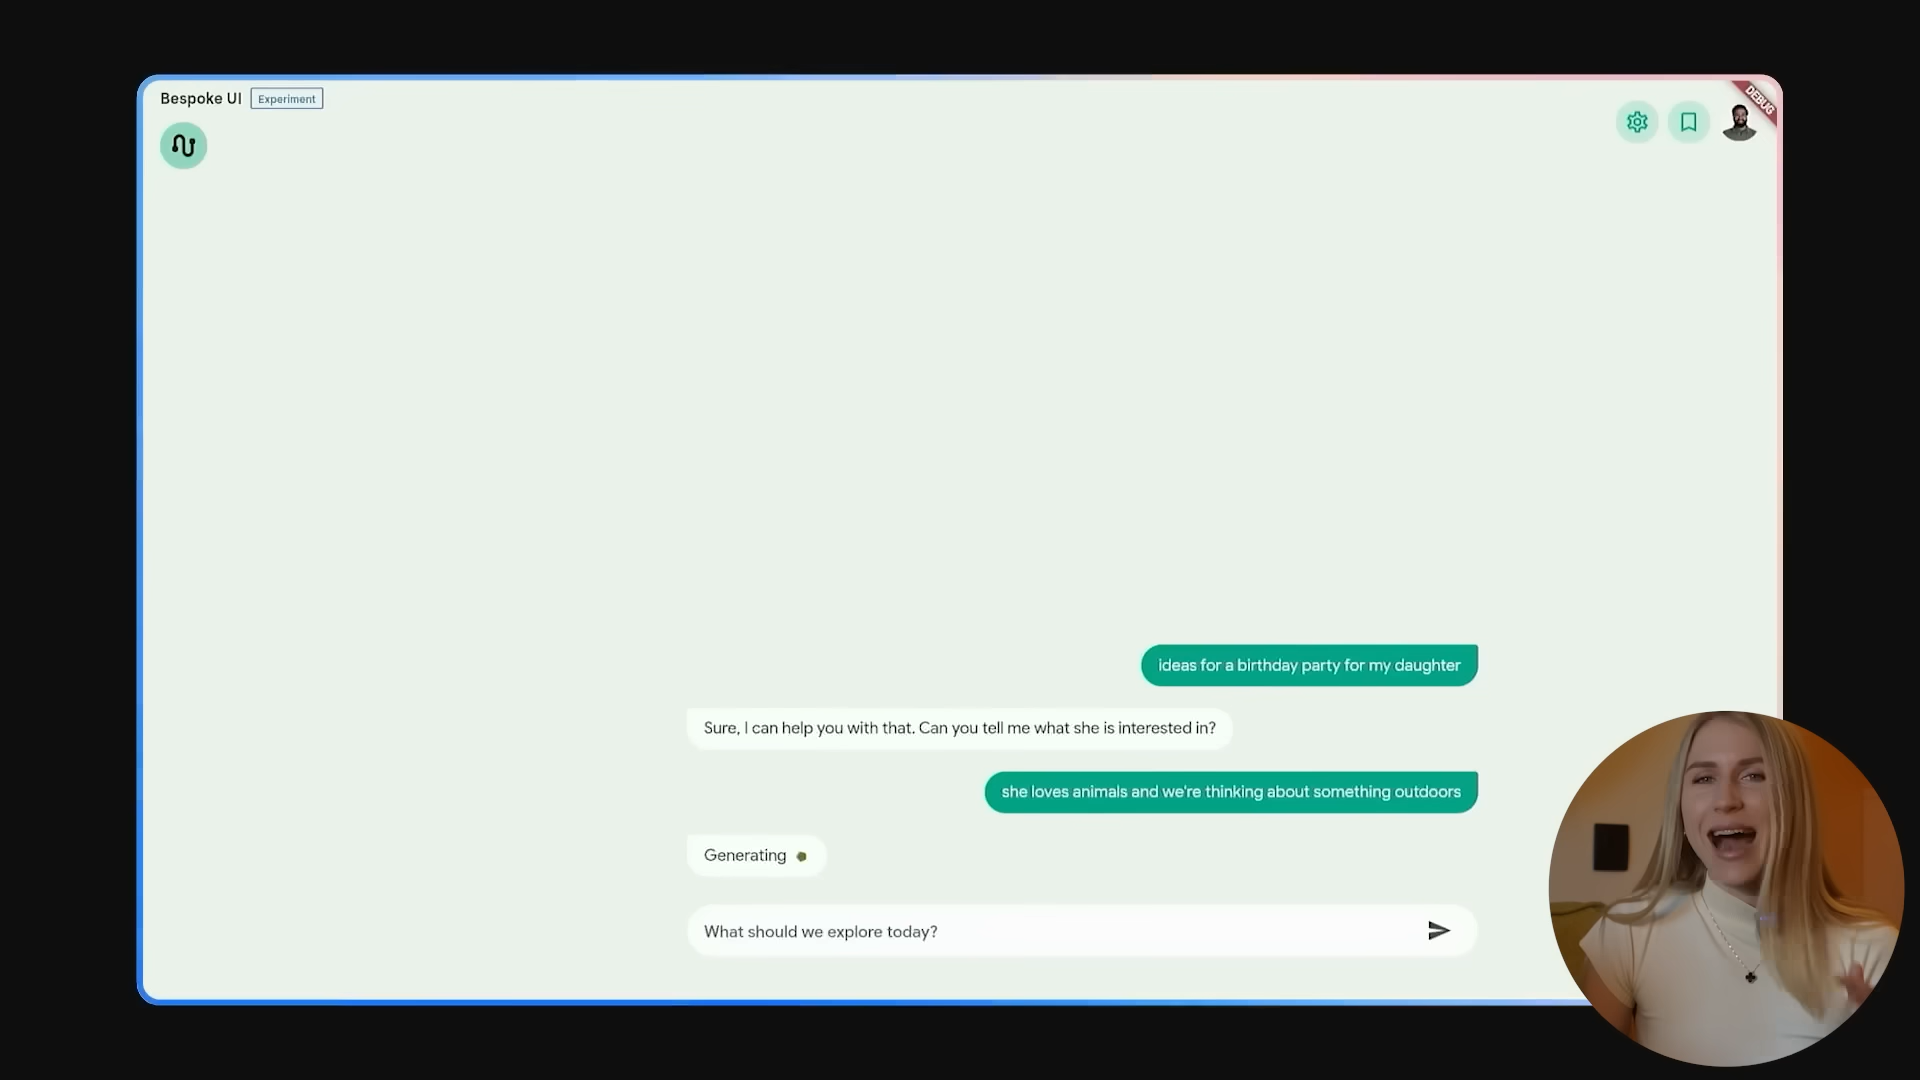 Bespoke UI
Experiment
DEBUG
ideas for a birthday party for my daughter
Sure, I can help you with that. Can you tell me what she is interested in?
she loves animals and we're thinking about something outdoors
Generating
What should we explore today?